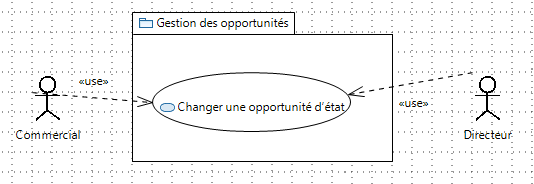 Gestion des opportunités
«use»
Changer une opportunité d'état
«use»
Commercial
Directeur